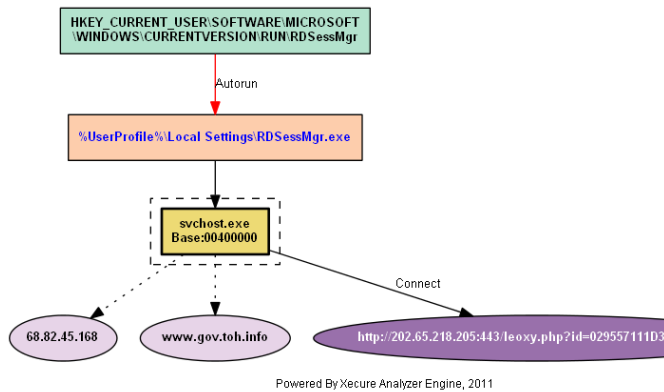 HKEY_CURRENT_USER\SOFTWARE\MICROSOFT
\WINDOWS\CURRENTVERSION\RUN\RDSessMgr
Autorun
%UserProfile%\Local Settings\RDSessMgr.exe
svchost.exe
Base:00400000
Connect
68.82.45.168
www.gov.toh.info
http://202.65.218.205:443/leoxy.php?id=029557111D3
Powered By Xecure Analyzer Engine, 2011